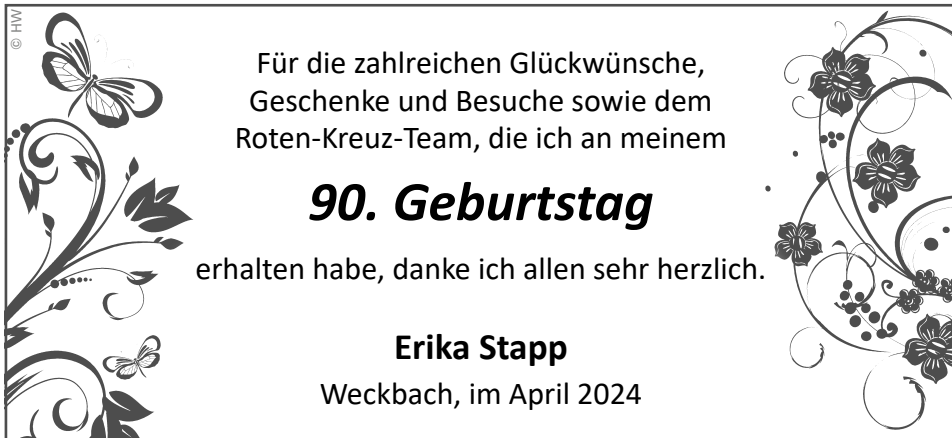 © HW
Für die zahlreichen Glückwünsche,
Geschenke und Besuche sowie dem
Roten-Kreuz-Team, die ich an meinem
90. Geburtstag
erhalten habe, danke ich allen sehr herzlich.
Erika Stapp
Weckbach, im April 2024